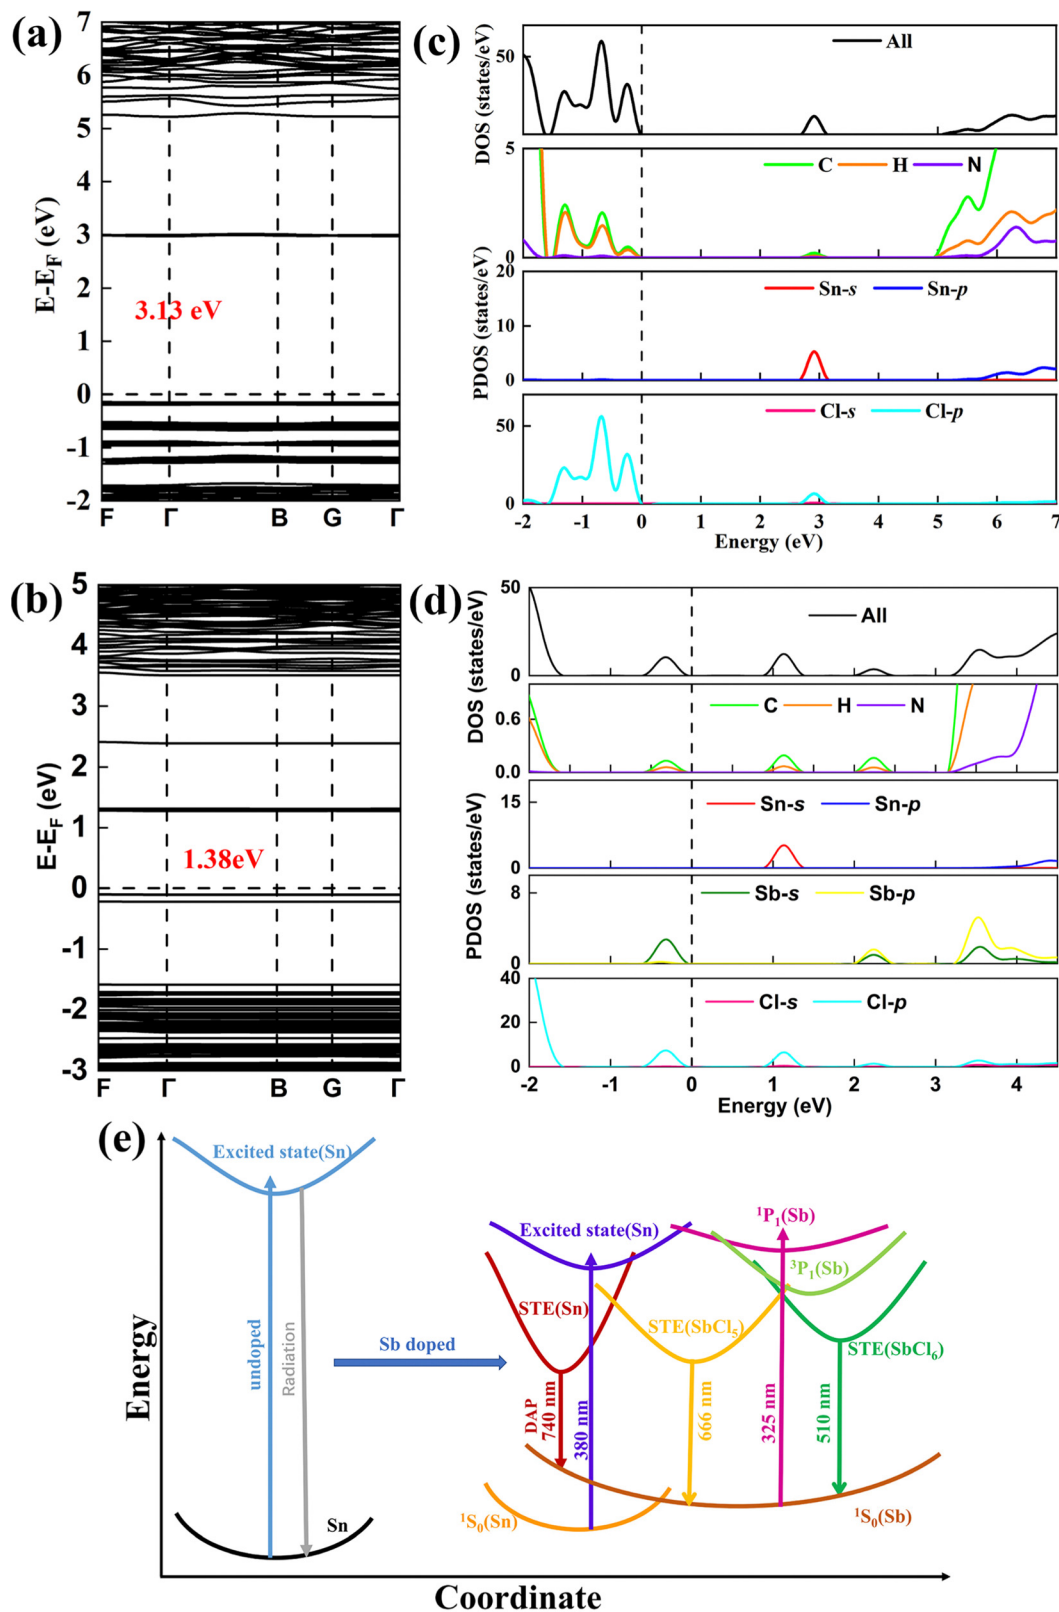 (a)
E-E_F (eV)
7
6
5
4
3
2
1
0
-1
-2
3.13 eV
F Γ B G Γ
(c)
DOS (states/eV)
PDOS (states/eV)
50
All
5
0
C H N
20
10
0
Sn-s Sn-p
50
0
Cl-s Cl-p
-2 -1 0 1 2 3 4 5 6 7
Energy (eV)
(b)
E-E_F (eV)
5
4
3
2
1
0
-1
-2
-3
1.38eV
F Γ B G Γ
(d)
DOS (states/eV)
PDOS (states/eV)
50
0
All
0.6
0.0
C H N
15
0
Sn-s Sn-p
8
0
Sb-s Sb-p
40
20
0
Cl-s Cl-p
-2 -1 0 1 2 3 4
Energy (eV)
(e)
Energy
Excited state(Sn)
undoped
Radiation
Sn
Sb doped
Excited state(Sn)
¹P₁(Sb)
³P₁(Sb)
STE(Sn)
STE(SbCl₅)
STE(SbCl₆)
DAP
740 nm
380 nm
666 nm
325 nm
510 nm
¹S₀(Sn)
¹S₀(Sb)
Coordinate